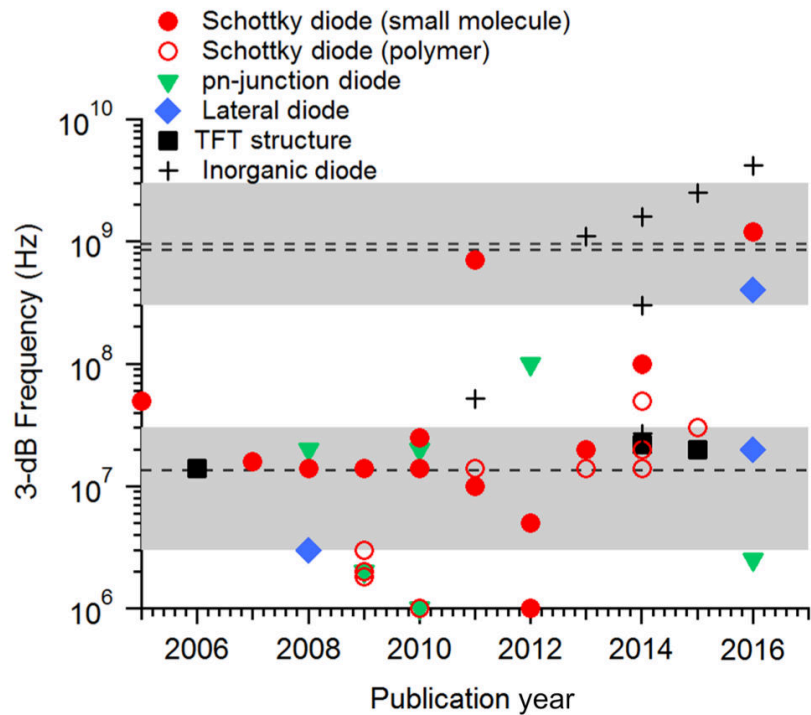 Schottky diode (small molecule)
Schottky diode (polymer)
pn-junction diode
Lateral diode
TFT structure
Inorganic diode
10^10
10^9
10^8
10^7
10^6
3-dB Frequency (Hz)
2006 2008 2010 2012 2014 2016
Publication year